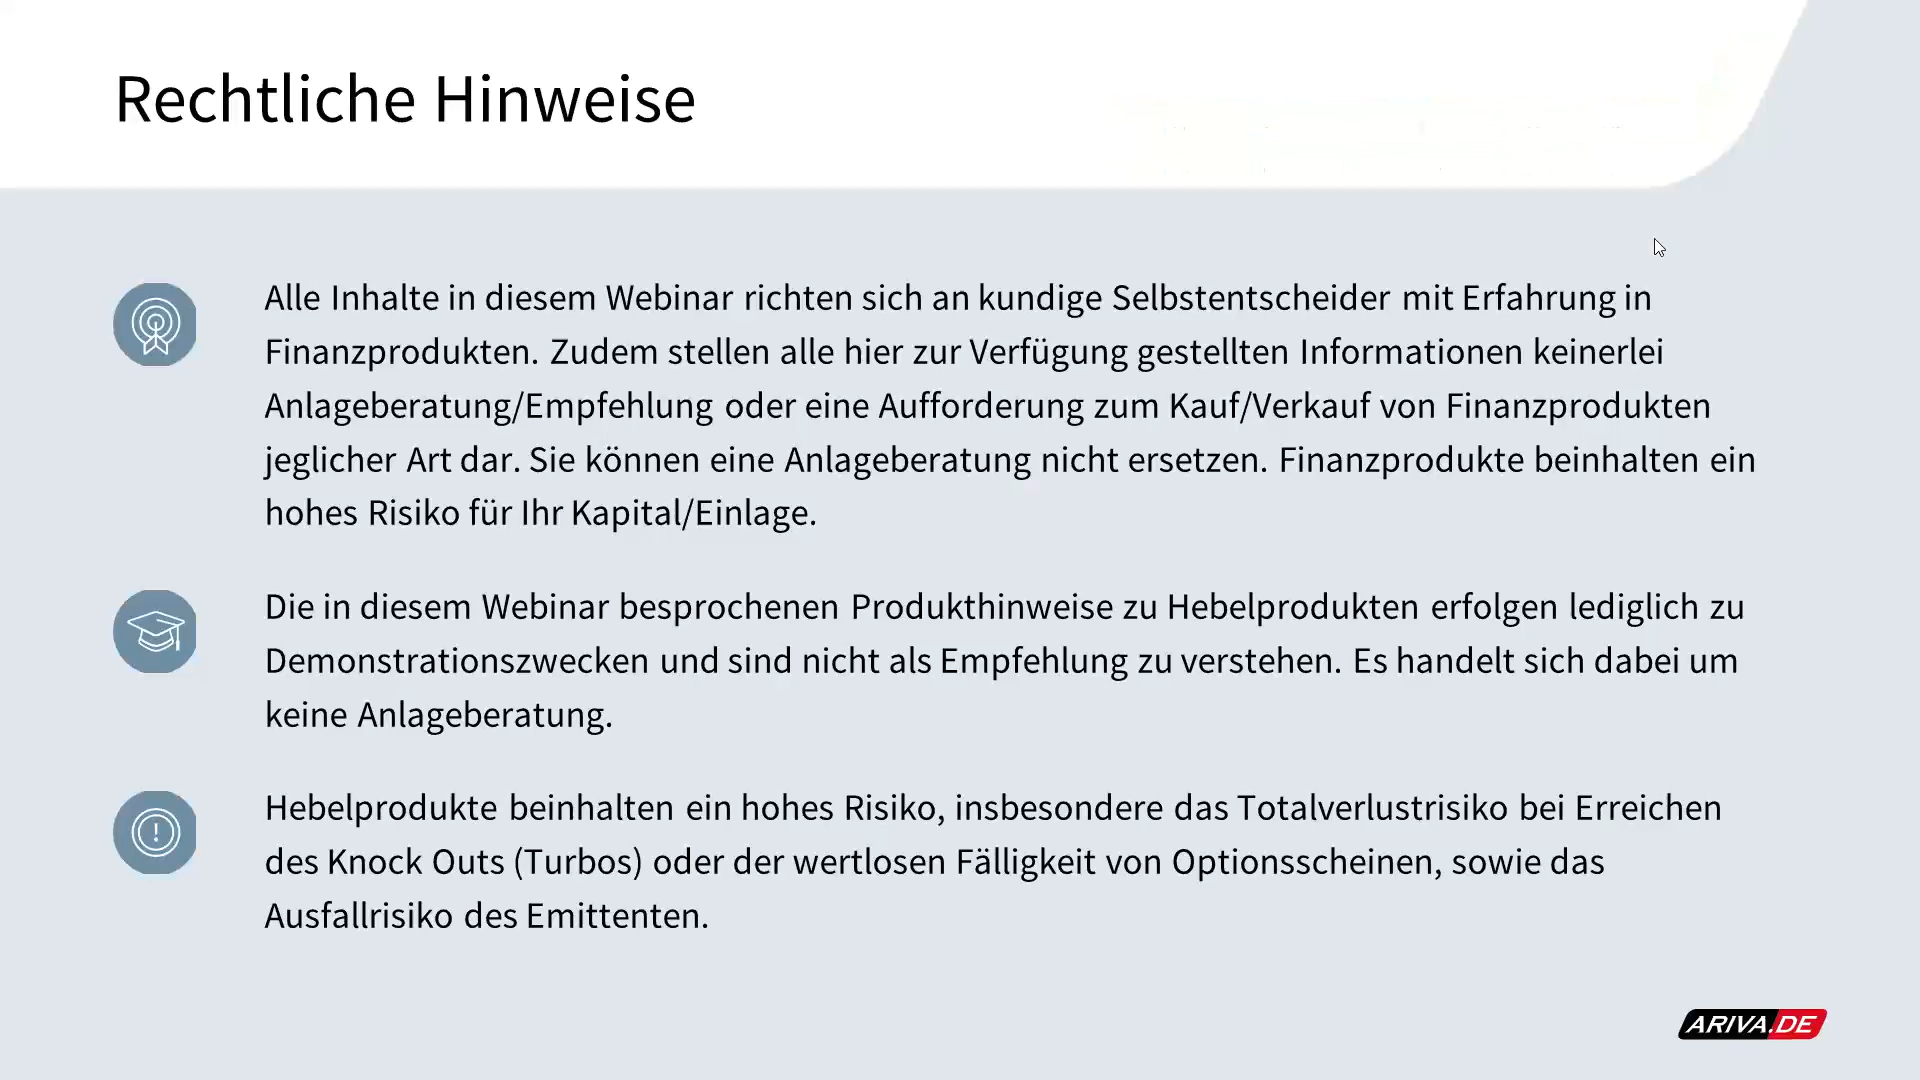 Rechtliche Hinweise
Alle Inhalte in diesem Webinar richten sich an kundige Selbstentscheider mit Erfahrung in
Finanzprodukten. Zudem stellen alle hier zur Verfügung gestellten Informationen keinerlei
Anlageberatung/Empfehlung oder eine Aufforderung zum Kauf/Verkauf von Finanzprodukten
jeglicher Art dar. Sie können eine Anlageberatung nicht ersetzen. Finanzprodukte beinhalten ein
hohes Risiko für Ihr Kapital/Einlage.
Die in diesem Webinar besprochenen Produkthinweise zu Hebelprodukten erfolgen lediglich zu
Demonstrationszwecken und sind nicht als Empfehlung zu verstehen. Es handelt sich dabei um
keine Anlageberatung.
Hebelprodukte beinhalten ein hohes Risiko, insbesondere das Totalverlustrisiko bei Erreichen
des Knock Outs (Turbos) oder der wertlosen Fälligkeit von Optionsscheinen, sowie das
Ausfallrisiko des Emittenten.
ARIVA.DE